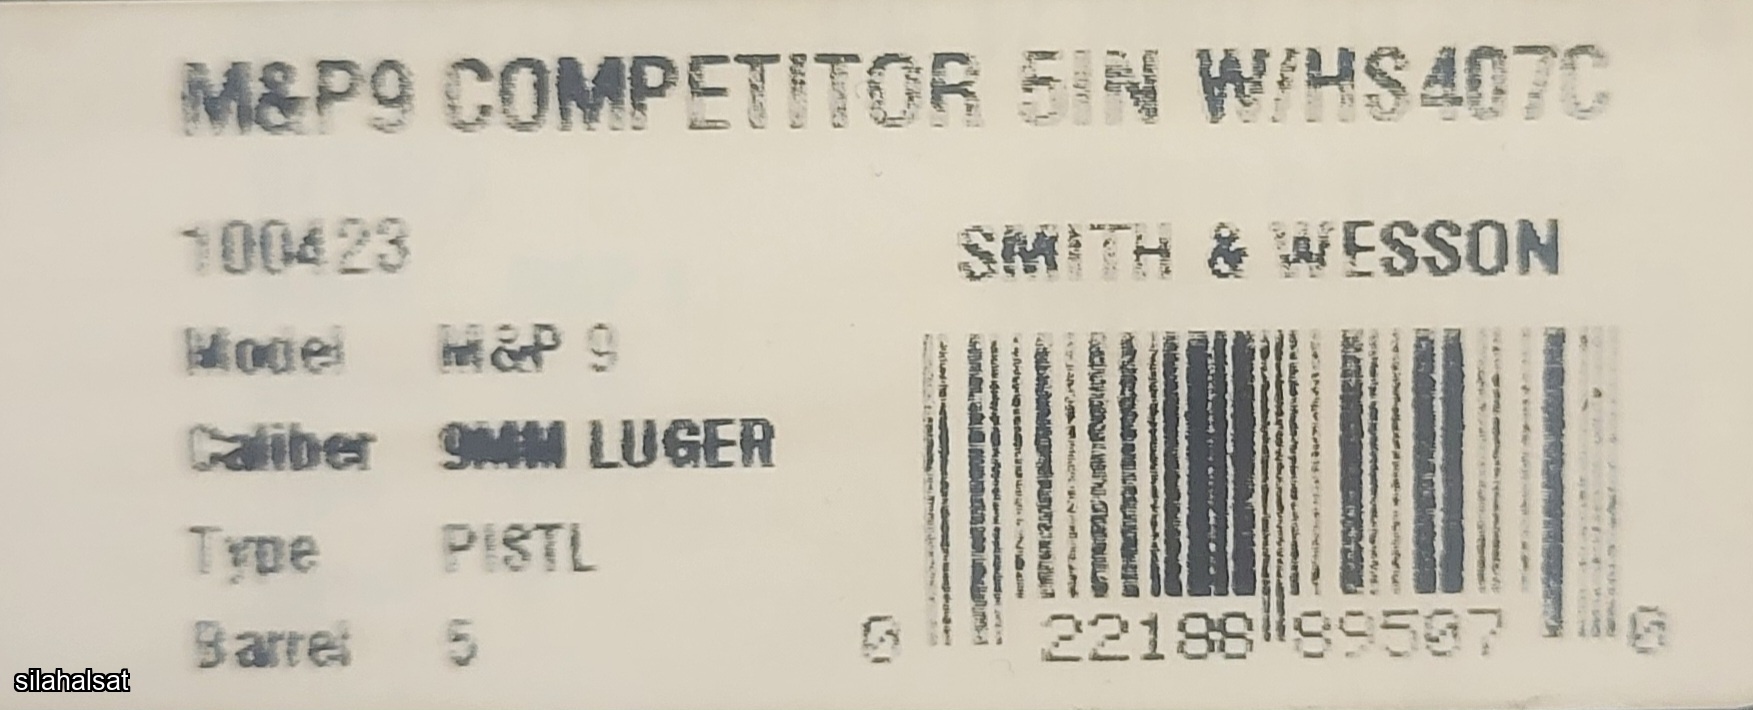 M&P9 COMPETITOR 5IN W/HS407C
100423
SMITH & WESSON
Model M&P 9
Caliber 9MM LUGER
Type PISTL
Barrel 5
0 22188 89507 0
silahalsat